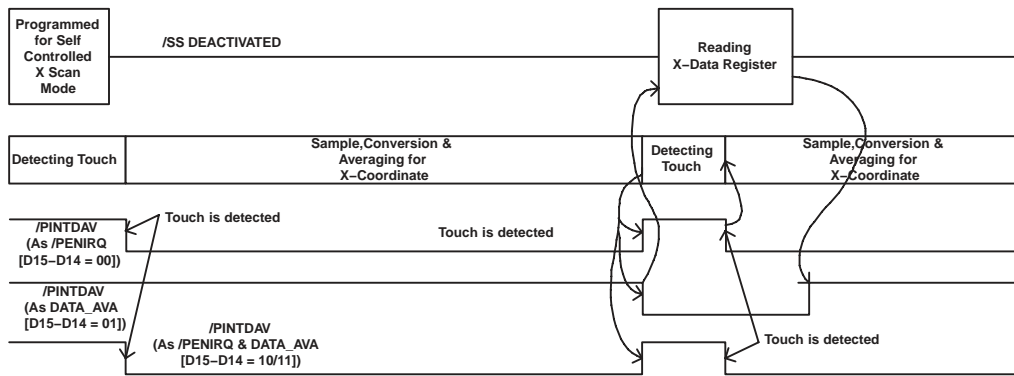 Programmed
for Self
Controlled
X Scan
Mode
/SS DEACTIVATED
Reading
X−Data Register
Detecting Touch
Sample,Conversion &
Averaging for
X−Coordinate
Detecting
Touch
Sample,Conversion &
Averaging for
X−Coordinate
/PINTDAV
(As /PENIRQ
[D15−D14 = 00])
Touch is detected
Touch is detected
/PINTDAV
(As DATA_AVA
[D15−D14 = 01])
/PINTDAV
(As /PENIRQ & DATA_AVA
[D15−D14 = 10/11])
Touch is detected